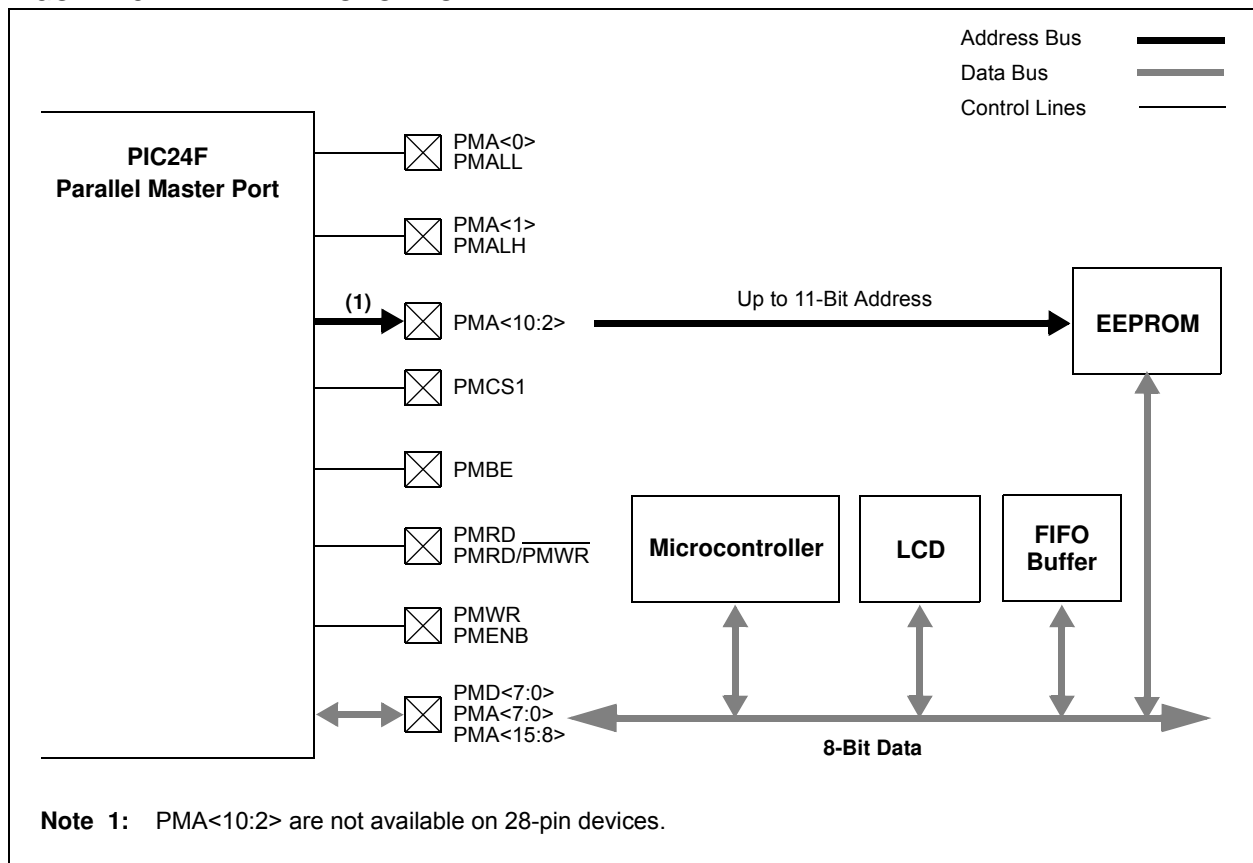 Address Bus
Data Bus
Control Lines
PIC24F
Parallel Master Port
PMA<0>
PMALL
PMA<1>
PMALH
(1)
PMA<10:2>
Up to 11-Bit Address
EEPROM
PMCS1
PMBE
PMRD
PMRD/PMWR
Microcontroller
LCD
FIFO
Buffer
PMWR
PMENB
PMD<7:0>
PMA<7:0>
PMA<15:8>
8-Bit Data
Note 1: PMA<10:2> are not available on 28-pin devices.